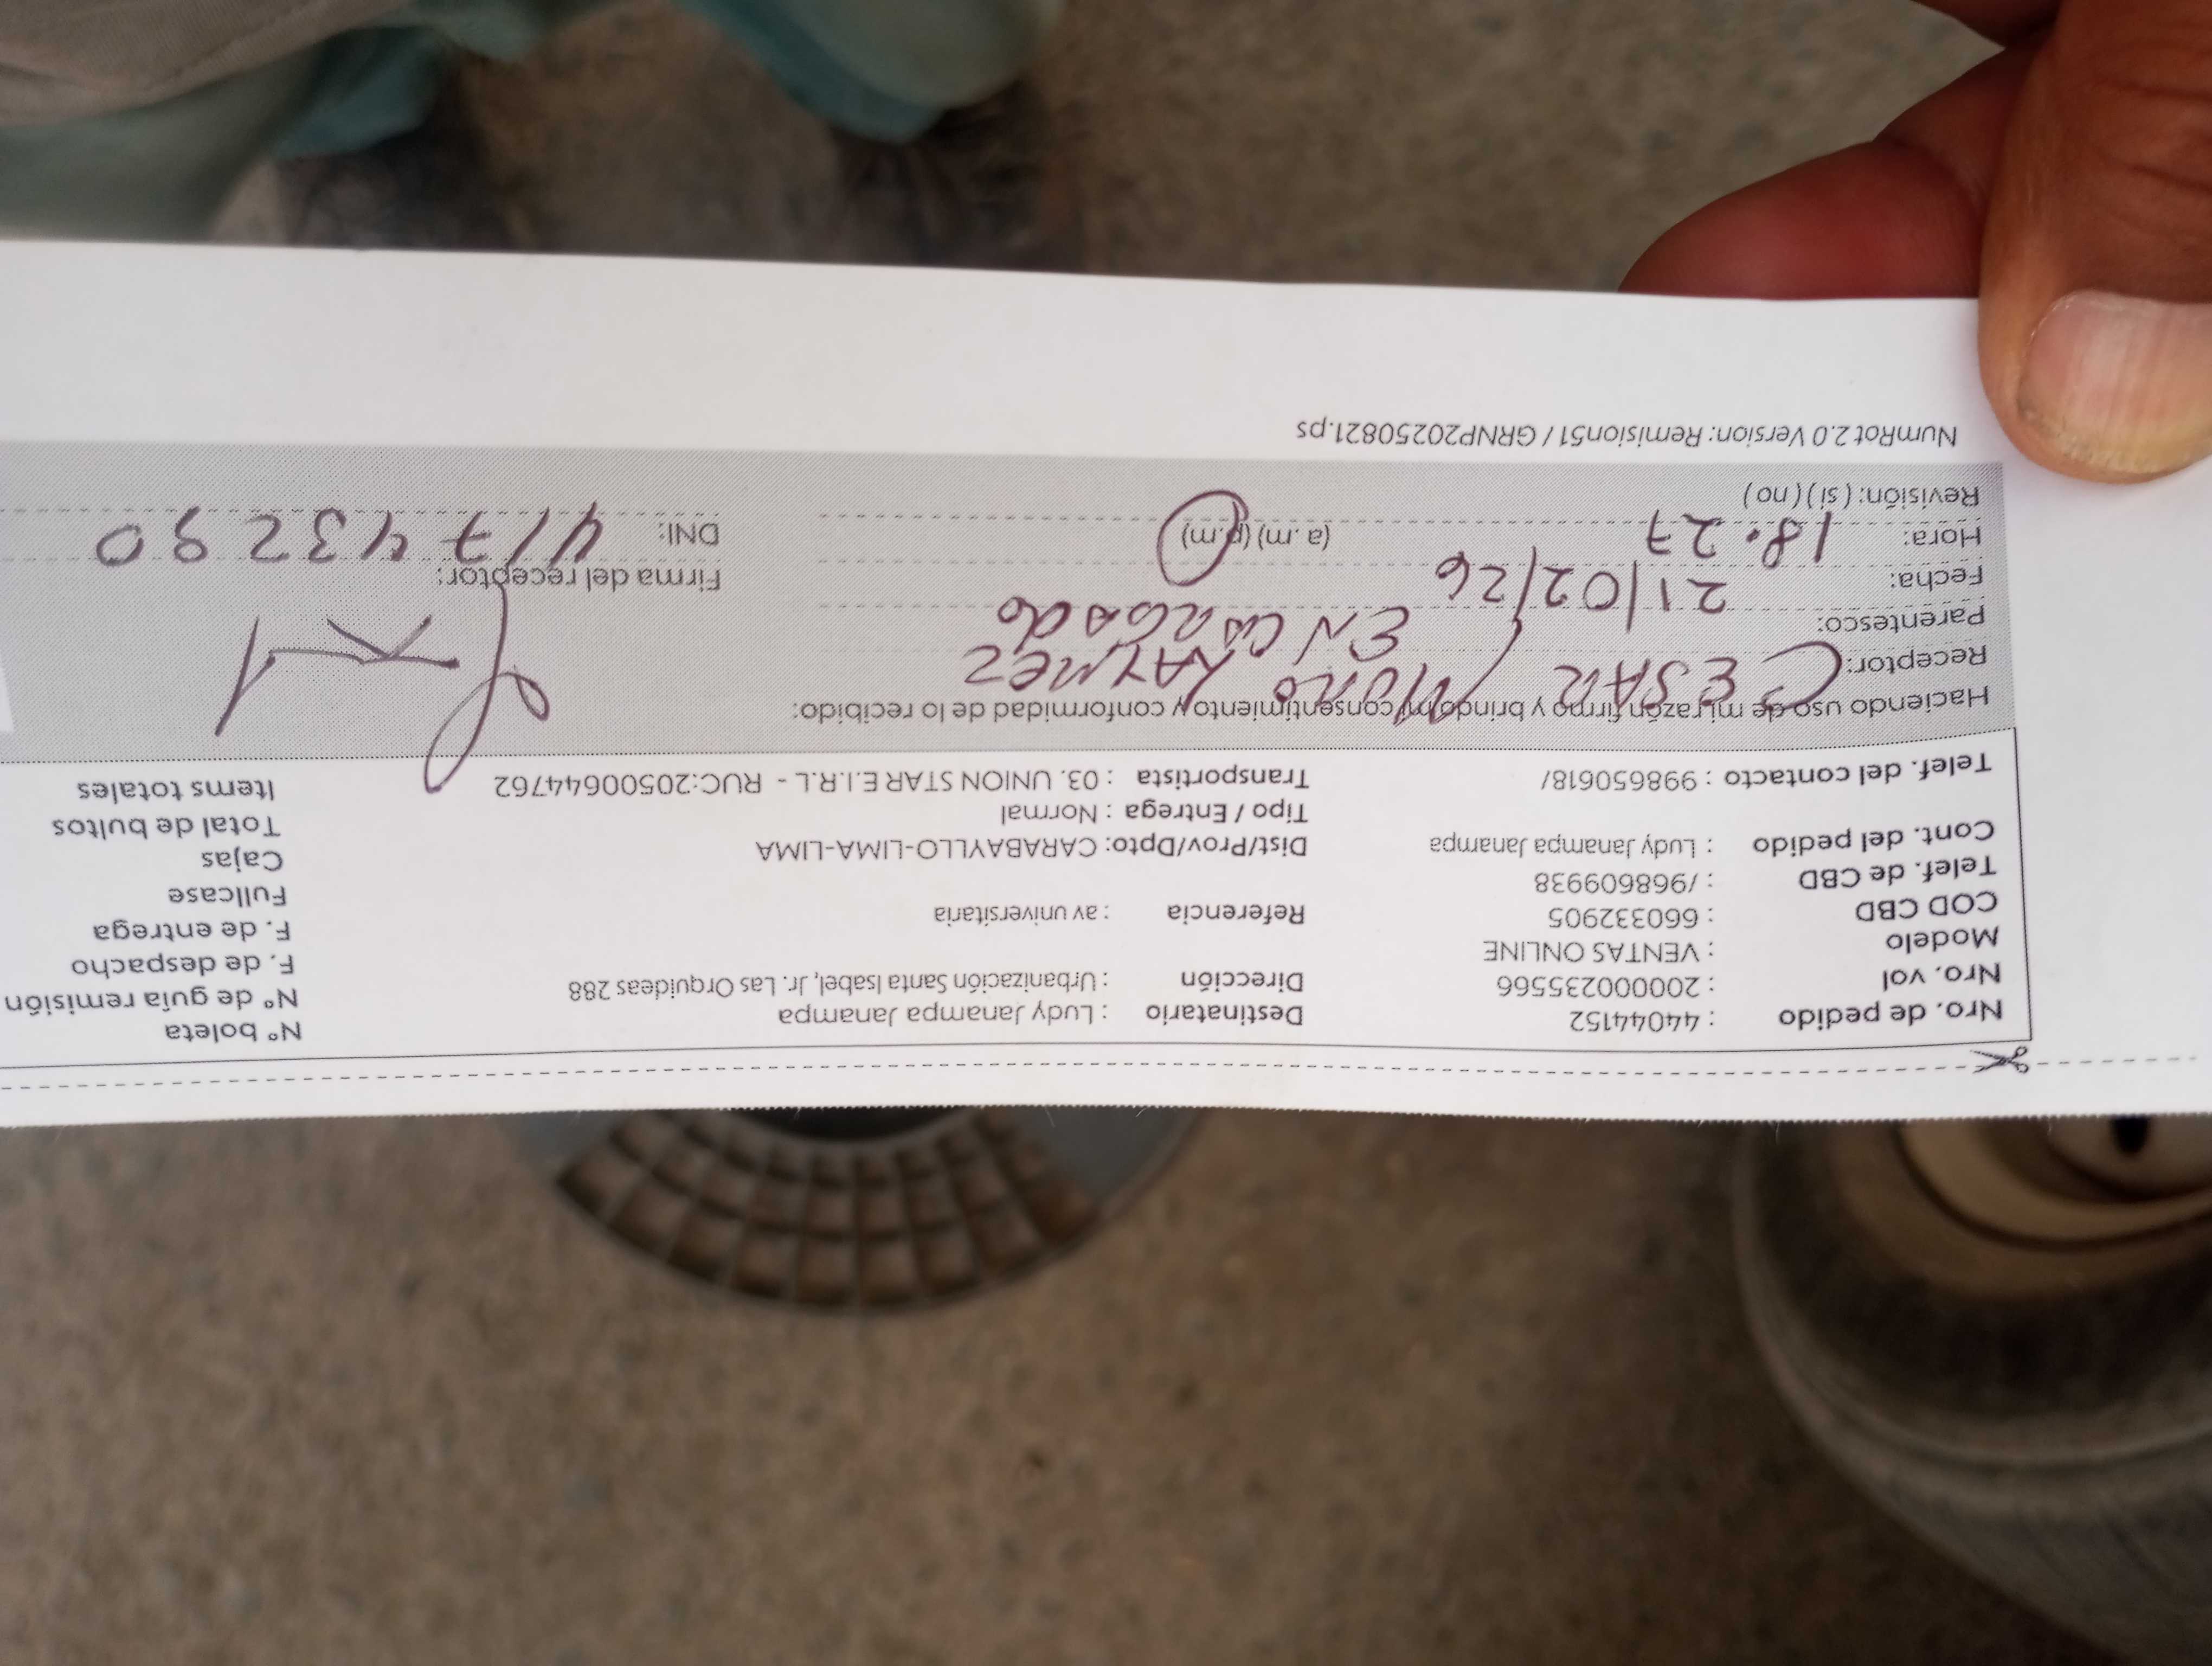 Nro. de pedido : 44044152 Destinatario : Ludy Janampa Janampa N° boleta
Nro. vol : 200000235566 Dirección : Urbanización Santa Isabel, Jr. Las Orquideas 288 N° de guía remisión
Modelo : VENTAS ONLINE F. de despacho
COD CBD : 660332905 Referencia : av universitaria F. de entrega
Telef. de CBD : /968609938 Fullcase
Cont. del pedido : Ludy Janampa Janampa Dist/Prov/Dpto: CARABAYLLO-LIMA-LIMA Cajas
Tipo / Entrega : Normal Total de bultos
Telef. del contacto : 998650618/ Transportista : 03. UNION STAR E.I.R.L - RUC:20500644762 Items totales
Haciendo uso de mi razón firmo y brindo mi consentimiento y conformidad de lo recibido:
Receptor: CESAR MORO
Parentesco:
Fecha: 21/02/26 Firma del receptor:
Hora: 18:27 (a.m) (p.m) DNI: 41743290
Revisión: (si) (no)
NumRot 2.0 Version: Remision51 / GRNP20250821.ps